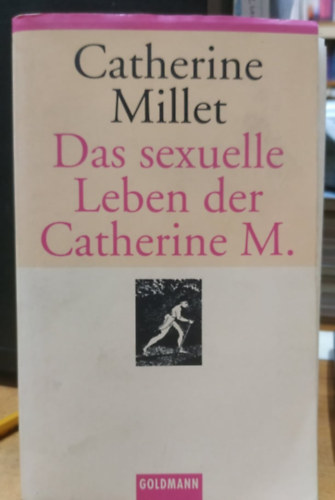 Catherine
Millet
Das sexuelle
Leben der
Catherine M.
GOLDMANN